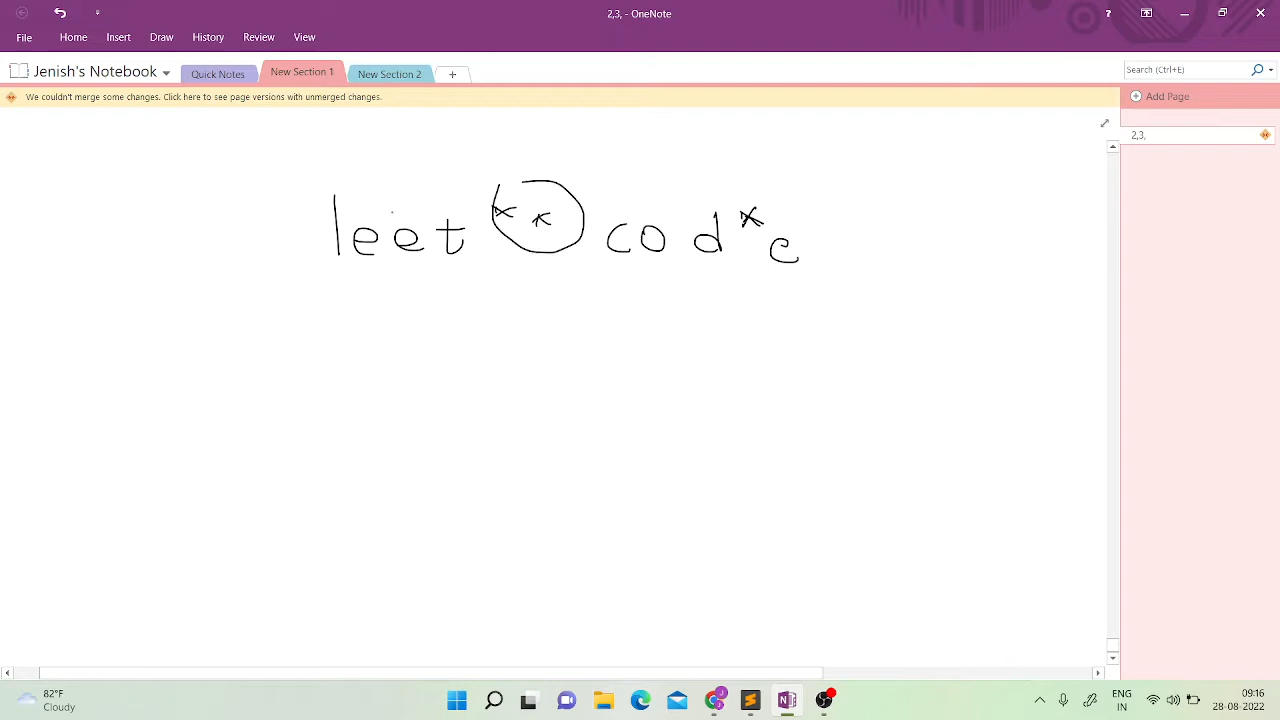 2,3, - OneNote
?
File Home Insert Draw History Review View
Jenish's Notebook Quick Notes New Section 1 New Section 2 + Search (Ctrl+E)
We couldn't merge some changes. Click here to see page versions with unmerged changes. Add Page
2,3,
leet**cod*e
82°F
Cloudy
ENG
IN
09:16
28-08-2022